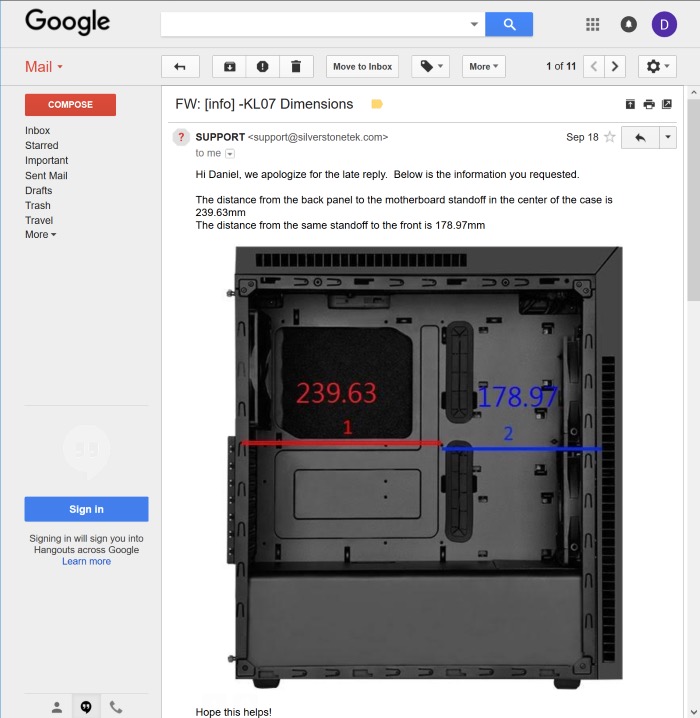 Google
D
Mail
Move to Inbox
More
1 of 11
COMPOSE
Inbox
Starred
Important
Sent Mail
Drafts
Trash
Travel
More
Sign in
Signing in will sign you into
Hangouts across Google
Learn more
FW: [info] -KL07 Dimensions
?
SUPPORT <support@silverstonetek.com>
Sep 18
to me
Hi Daniel, we apologize for the late reply.  Below is the information you requested.
The distance from the back panel to the motherboard standoff in the center of the case is
239.63mm
The distance from the same standoff to the front is 178.97mm
239.63
1
178.97
2
Hope this helps!